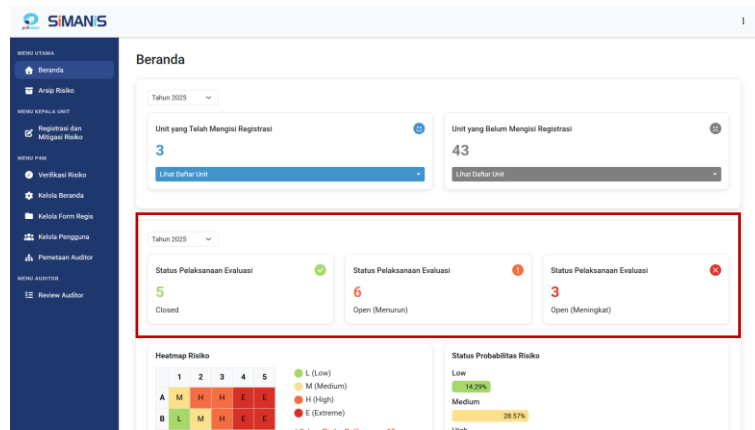 SIMANIS
MENU UTAMA
Beranda
Arsip Risiko
MENU KEPALA UNIT
Registrasi dan
Mitigasi Risiko
MENU P4M
Verifikasi Risiko
Kelola Beranda
Kelola Form Regis
Kelola Pengguna
Pemetaan Auditor
MENU AUDITOR
Review Auditor
Beranda
Tahun 2025
Unit yang Telah Mengisi Registrasi
3
Lihat Daftar Unit
Unit yang Belum Mengisi Registrasi
43
Lihat Daftar Unit
Tahun 2025
Status Pelaksanaan Evaluasi
5
Closed
Status Pelaksanaan Evaluasi
6
Open (Menurun)
Status Pelaksanaan Evaluasi
3
Open (Meningkat)
Heatmap Risiko
1 2 3 4 5
A M H H E E
B L M H E E
L (Low)
M (Medium)
H (High)
E (Extreme)
Status Probabilitas Risiko
Low
14.29%
Medium
28.57%
High